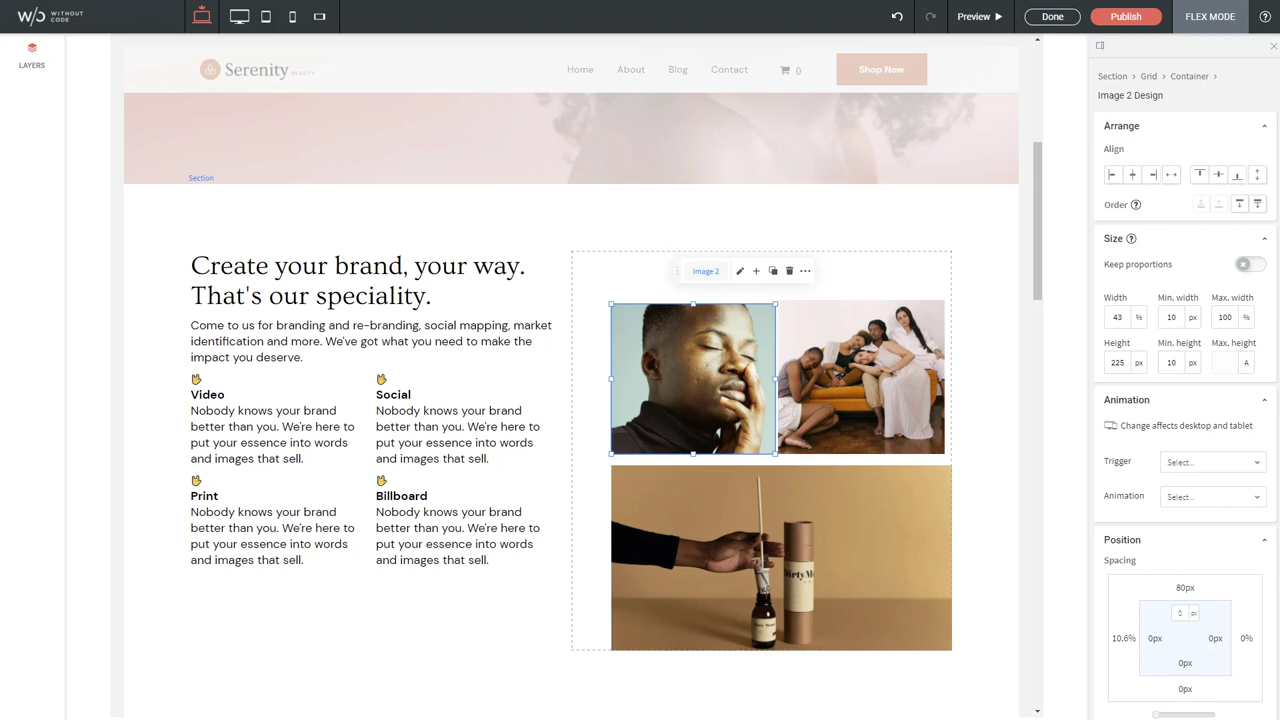 WITHOUT CODE
Preview
Done
Publish
FLEX MODE
LAYERS
Serenity BEAUTY
Home
About
Blog
Contact
0
Shop Now
Section
Create your brand, your way.
That's our speciality.
Come to us for branding and re-branding, social mapping, market
identification and more. We've got what you need to make the
impact you deserve.
Video
Nobody knows your brand
better than you. We're here to
put your essence into words
and images that sell.
Social
Nobody knows your brand
better than you. We're here to
put your essence into words
and images that sell.
Print
Nobody knows your brand
better than you. We're here to
put your essence into words
and images that sell.
Billboard
Nobody knows your brand
better than you. We're here to
put your essence into words
and images that sell.
Image 2
Section > Grid > Container >
Image 2 Design
Arrange
Align
Order
Size
Keep proportions
Width Min. width Max. width
43 % 10 px 100 %
Height Min. height Max. height
225 px 10 px A
Animation
Change affects desktop and tablet
Trigger Select...
Animation Select...
Position
Spacing
80px
0 px
10.6% 0px 0px 0%
0px
0px